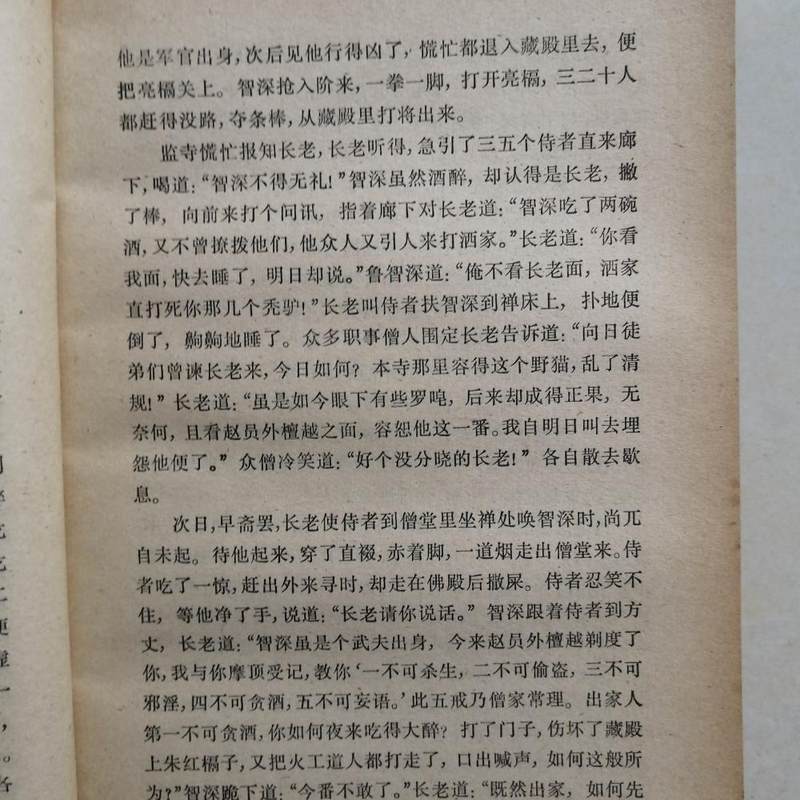 他是军官出身，次后见他行得凶了，慌忙都退入藏殿里去，便
把亮槅关上。智深抢入阶来，一拳一脚，打开亮槅，三二十人
都赶得没路，夺条棒，从藏殿里打将出来。
监寺慌忙报知长老，长老听得，急引了三五个侍者直来廊
下，喝道：“智深不得无礼！”智深虽然酒醉，却认得是长老，撇
了棒，向前来打个问讯，指着廊下对长老道：“智深吃了两碗
酒，又不曾撩拨他们，他众人又引人来打洒家。”长老道：“你看
我面，快去睡了，明日却说。”鲁智深道：“俺不看长老面，洒家
直打死你那几个秃驴！”长老叫侍者扶智深到禅床上，扑地便
倒了，齁齁地睡了。众多职事僧人围定长老告诉道：“向日徒
弟们曾谏长老来，今日如何？本寺那里容得这个野猫，乱了清
规！”长老道：“虽是如今眼下有些罗唣，后来却成得正果，无
奈何，且看赵员外檀越之面，容恕他这一番。我自明日叫去埋
怨他便了。”众僧冷笑道：“好个没分晓的长老！”各自散去歇
息。
次日，早斋罢，长老使侍者到僧堂里坐禅处唤智深时，尚兀
自未起。待他起来，穿了直裰，赤着脚，一道烟走出僧堂来。侍
者吃了一惊，赶出外来寻时，却走在佛殿后撒屎。侍者忍笑不
住，等他净了手，说道：“长老请你说话。”智深跟着侍者到方
丈，长老道：“智深虽是个武夫出身，今来赵员外檀越剃度了
你，我与你摩顶受记，教你‘一不可杀生，二不可偷盗，三不可
邪淫，四不可贪酒，五不可妄语。’此五戒乃僧家常理。出家人
第一不可贪酒，你如何夜来吃得大醉？打了门子，伤坏了藏殿
上朱红槅子，又把火工道人都打走了，口出喊声，如何这般所
为？”智深跪下道：“今番不敢了。”长老道：“既然出家，如何先